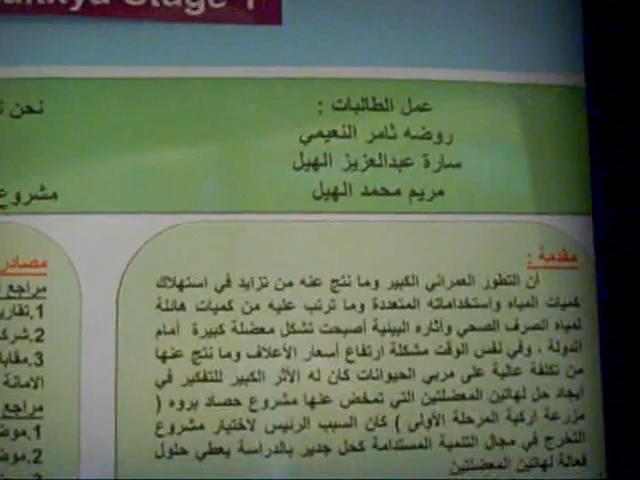 Stage 1
عمل الطالبات :
روضه ثامر النعيمي
سارة عبدالعزيز الهيل
مريم محمد الهيل
نحن
مشروع
مقدمة :
أن التطور العمراني الكبير وما نتج عنه من تزايد في استهلاك
كميات المياه واستخداماته المتعددة وما ترتب عليه من كميات هائلة
لمياه الصرف الصحي وآثاره البيئية أصبحت تشكل معضلة كبيرة أمام
الدولة . وفي نفس الوقت مشكلة ارتفاع أسعار الأعلاف وما نتج عنها
من تكلفة عالية على مربي الحيوانات كان له الأثر الكبير للتفكير في
ايجاد حل لهاتين المعضلتين التي تمخض عنها مشروع حصاد بروه (
مزرعة اركية المرحلة الأولى ) كان السبب الرئيس لاختيار مشروع
التخرج في مجال التنمية المستدامة كحل جدير بالدراسة يعطي حلول
فعالة لهاتين المعضلتين
مصادر
مراجع
1.تقارير
2.شركة
3.مقابلة
الامانة
مراجع
1.
2.